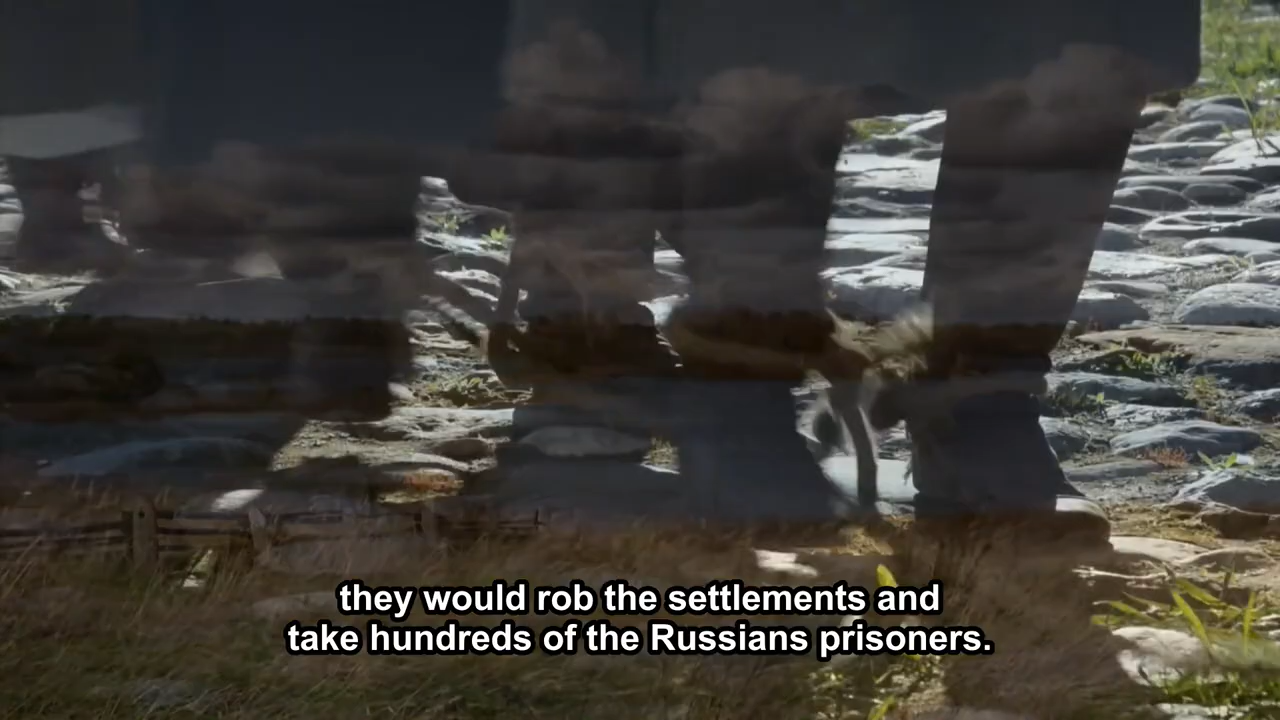 they would rob the settlements and
take hundreds of the Russians prisoners.